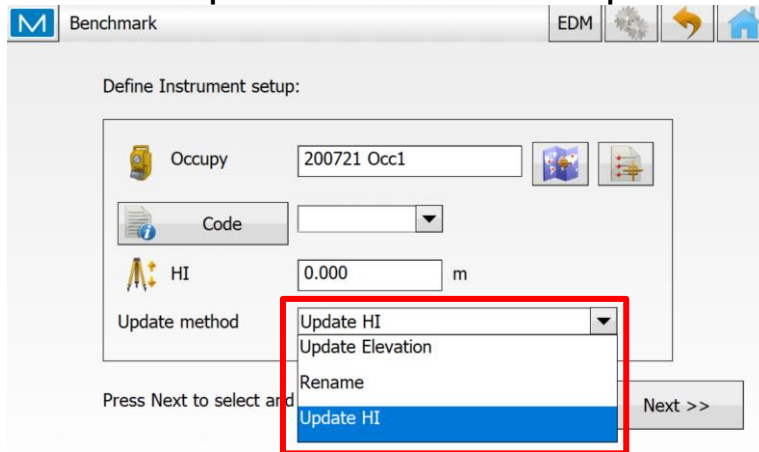 Benchmark
EDM
Define Instrument setup:
Occupy 200721 Occ1
Code
HI 0.000 m
Update method Update HI
Update Elevation
Rename
Update HI
Press Next to select and
Next >>